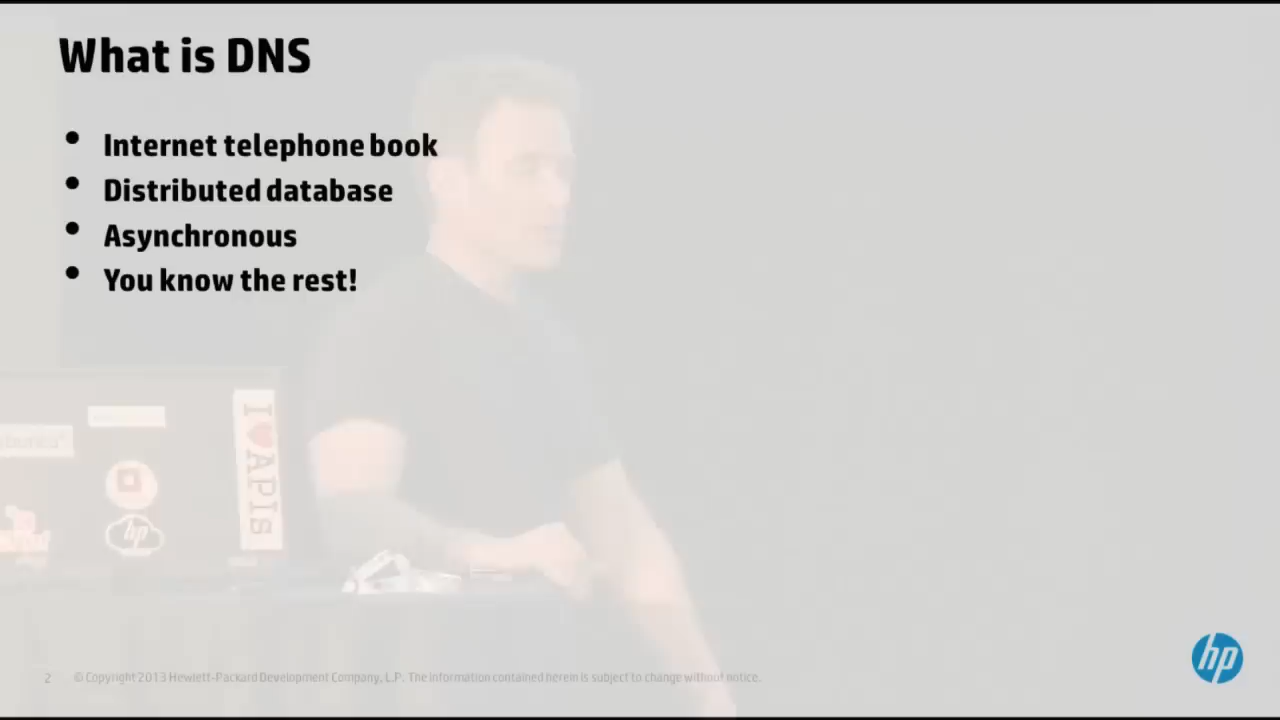 What is DNS
• Internet telephone book
• Distributed database
• Asynchronous
• You know the rest!
I ♥ APIs
hp
2 © Copyright 2013 Hewlett-Packard Development Company, L.P. The information contained herein is subject to change without notice.
hp